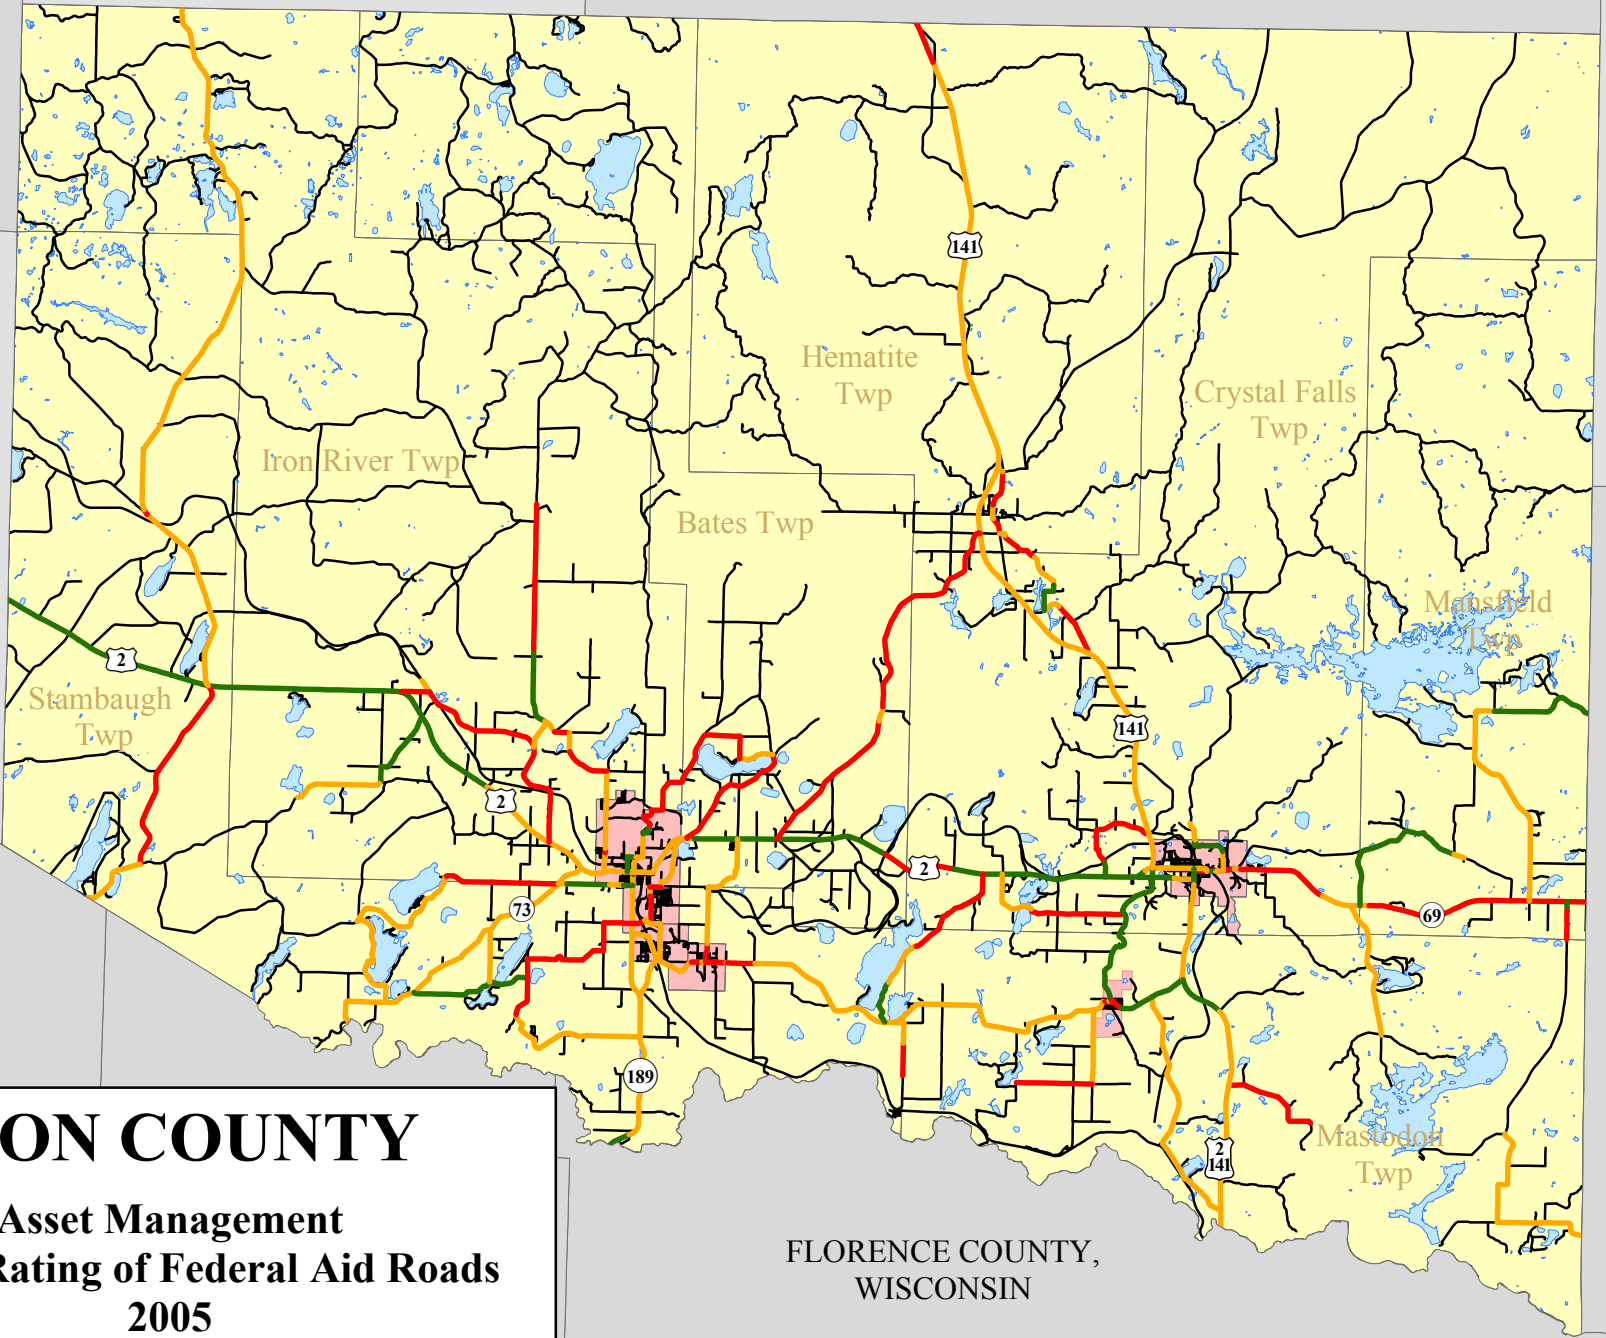 141
Hematite
Twp
Crystal Falls
Twp
Iron River Twp
Bates Twp
Mansfield
Twp
2
Stambaugh
Twp
141
2
2
73
69
189
2
141
Mastodon
Twp
ON COUNTY
Asset Management
Rating of Federal Aid Roads
2005
FLORENCE COUNTY,
WISCONSIN